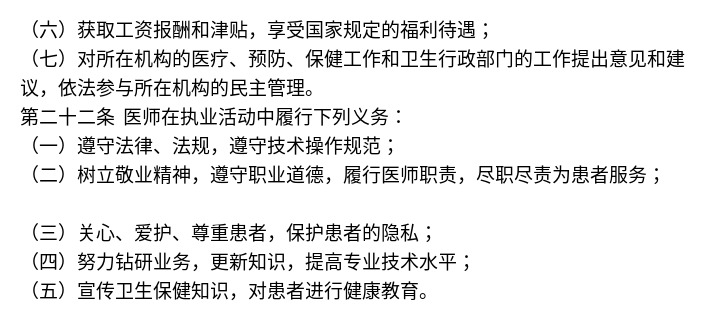 （六）获取工资报酬和津贴，享受国家规定的福利待遇；
（七）对所在机构的医疗、预防、保健工作和卫生行政部门的工作提出意见和建
议，依法参与所在机构的民主管理。
第二十二条 医师在执业活动中履行下列义务：
（一）遵守法律、法规，遵守技术操作规范；
（二）树立敬业精神，遵守职业道德，履行医师职责，尽职尽责为患者服务；
（三）关心、爱护、尊重患者，保护患者的隐私；
（四）努力钻研业务，更新知识，提高专业技术水平；
（五）宣传卫生保健知识，对患者进行健康教育。